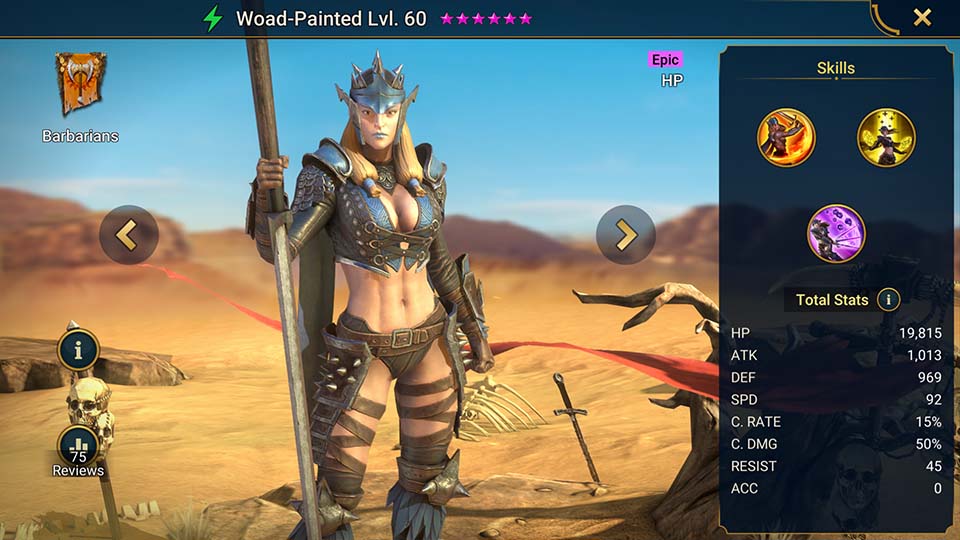 Woad-Painted Lvl. 60
Barbarians
Epic
HP
Skills
Total Stats i
HP 19,815
ATK 1,013
DEF 969
SPD 92
C. RATE 15%
C. DMG 50%
RESIST 45
ACC 0
i
75
Reviews